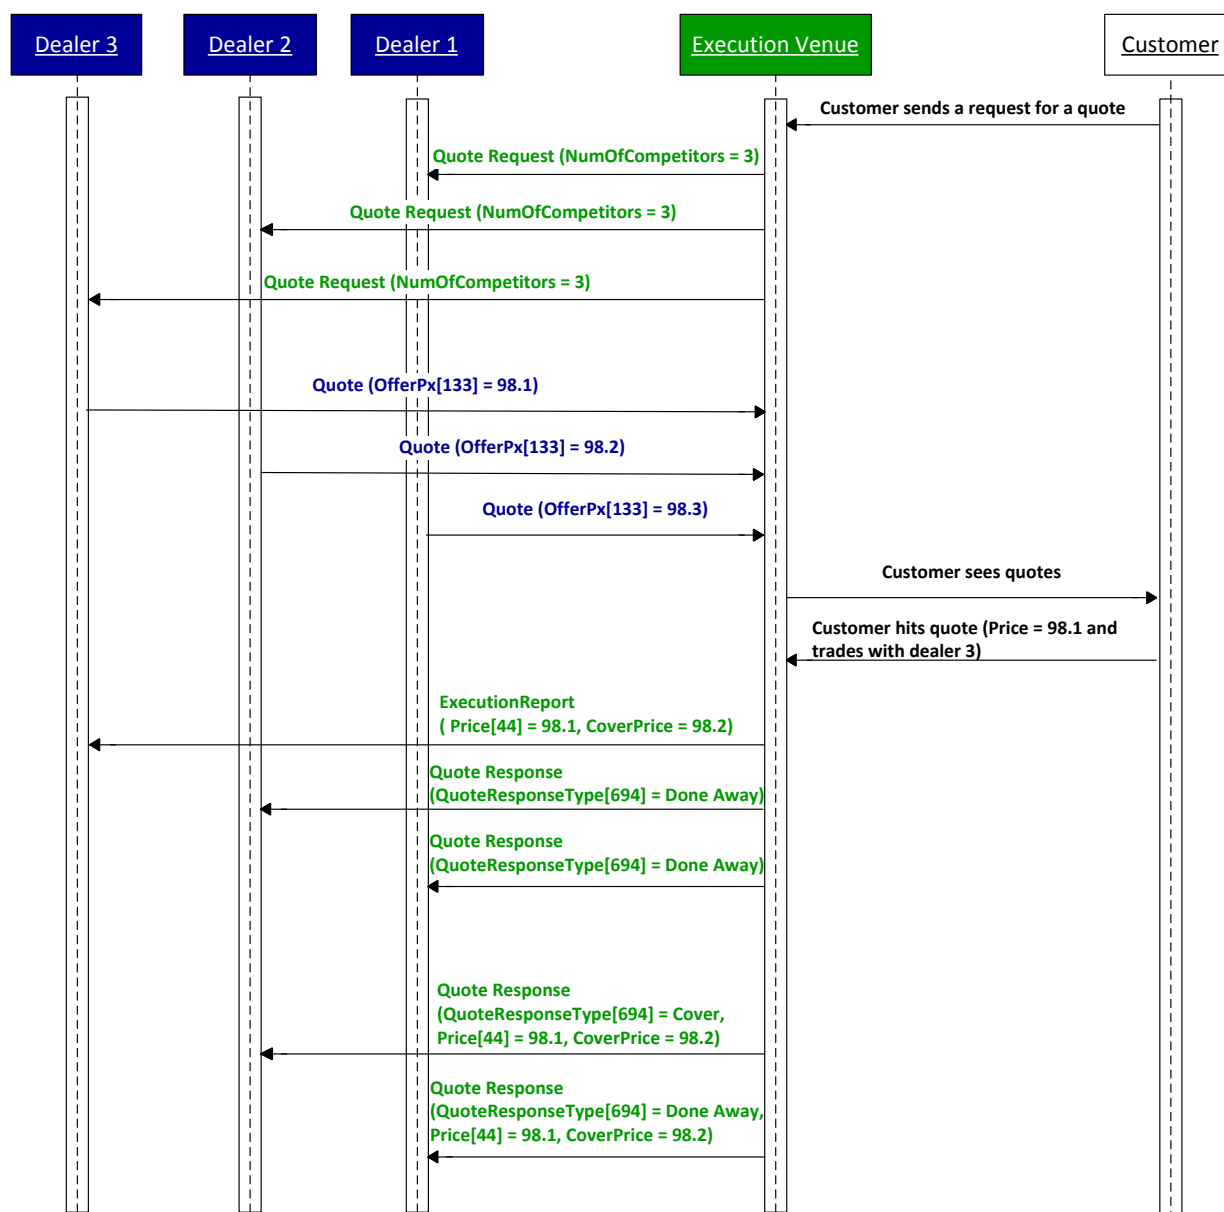 Dealer 3
Dealer 2
Dealer 1
Execution Venue
Customer
Customer sends a request for a quote
Quote Request (NumOfCompetitors = 3)
Quote Request (NumOfCompetitors = 3)
Quote Request (NumOfCompetitors = 3)
Quote (OfferPx[133] = 98.1)
Quote (OfferPx[133] = 98.2)
Quote (OfferPx[133] = 98.3)
Customer sees quotes
Customer hits quote (Price = 98.1 and
trades with dealer 3)
ExecutionReport
( Price[44] = 98.1, CoverPrice = 98.2)
Quote Response
(QuoteResponseType[694] = Done Away)
Quote Response
(QuoteResponseType[694] = Done Away)
Quote Response
(QuoteResponseType[694] = Cover,
Price[44] = 98.1, CoverPrice = 98.2)
Quote Response
(QuoteResponseType[694] = Done Away,
Price[44] = 98.1, CoverPrice = 98.2)